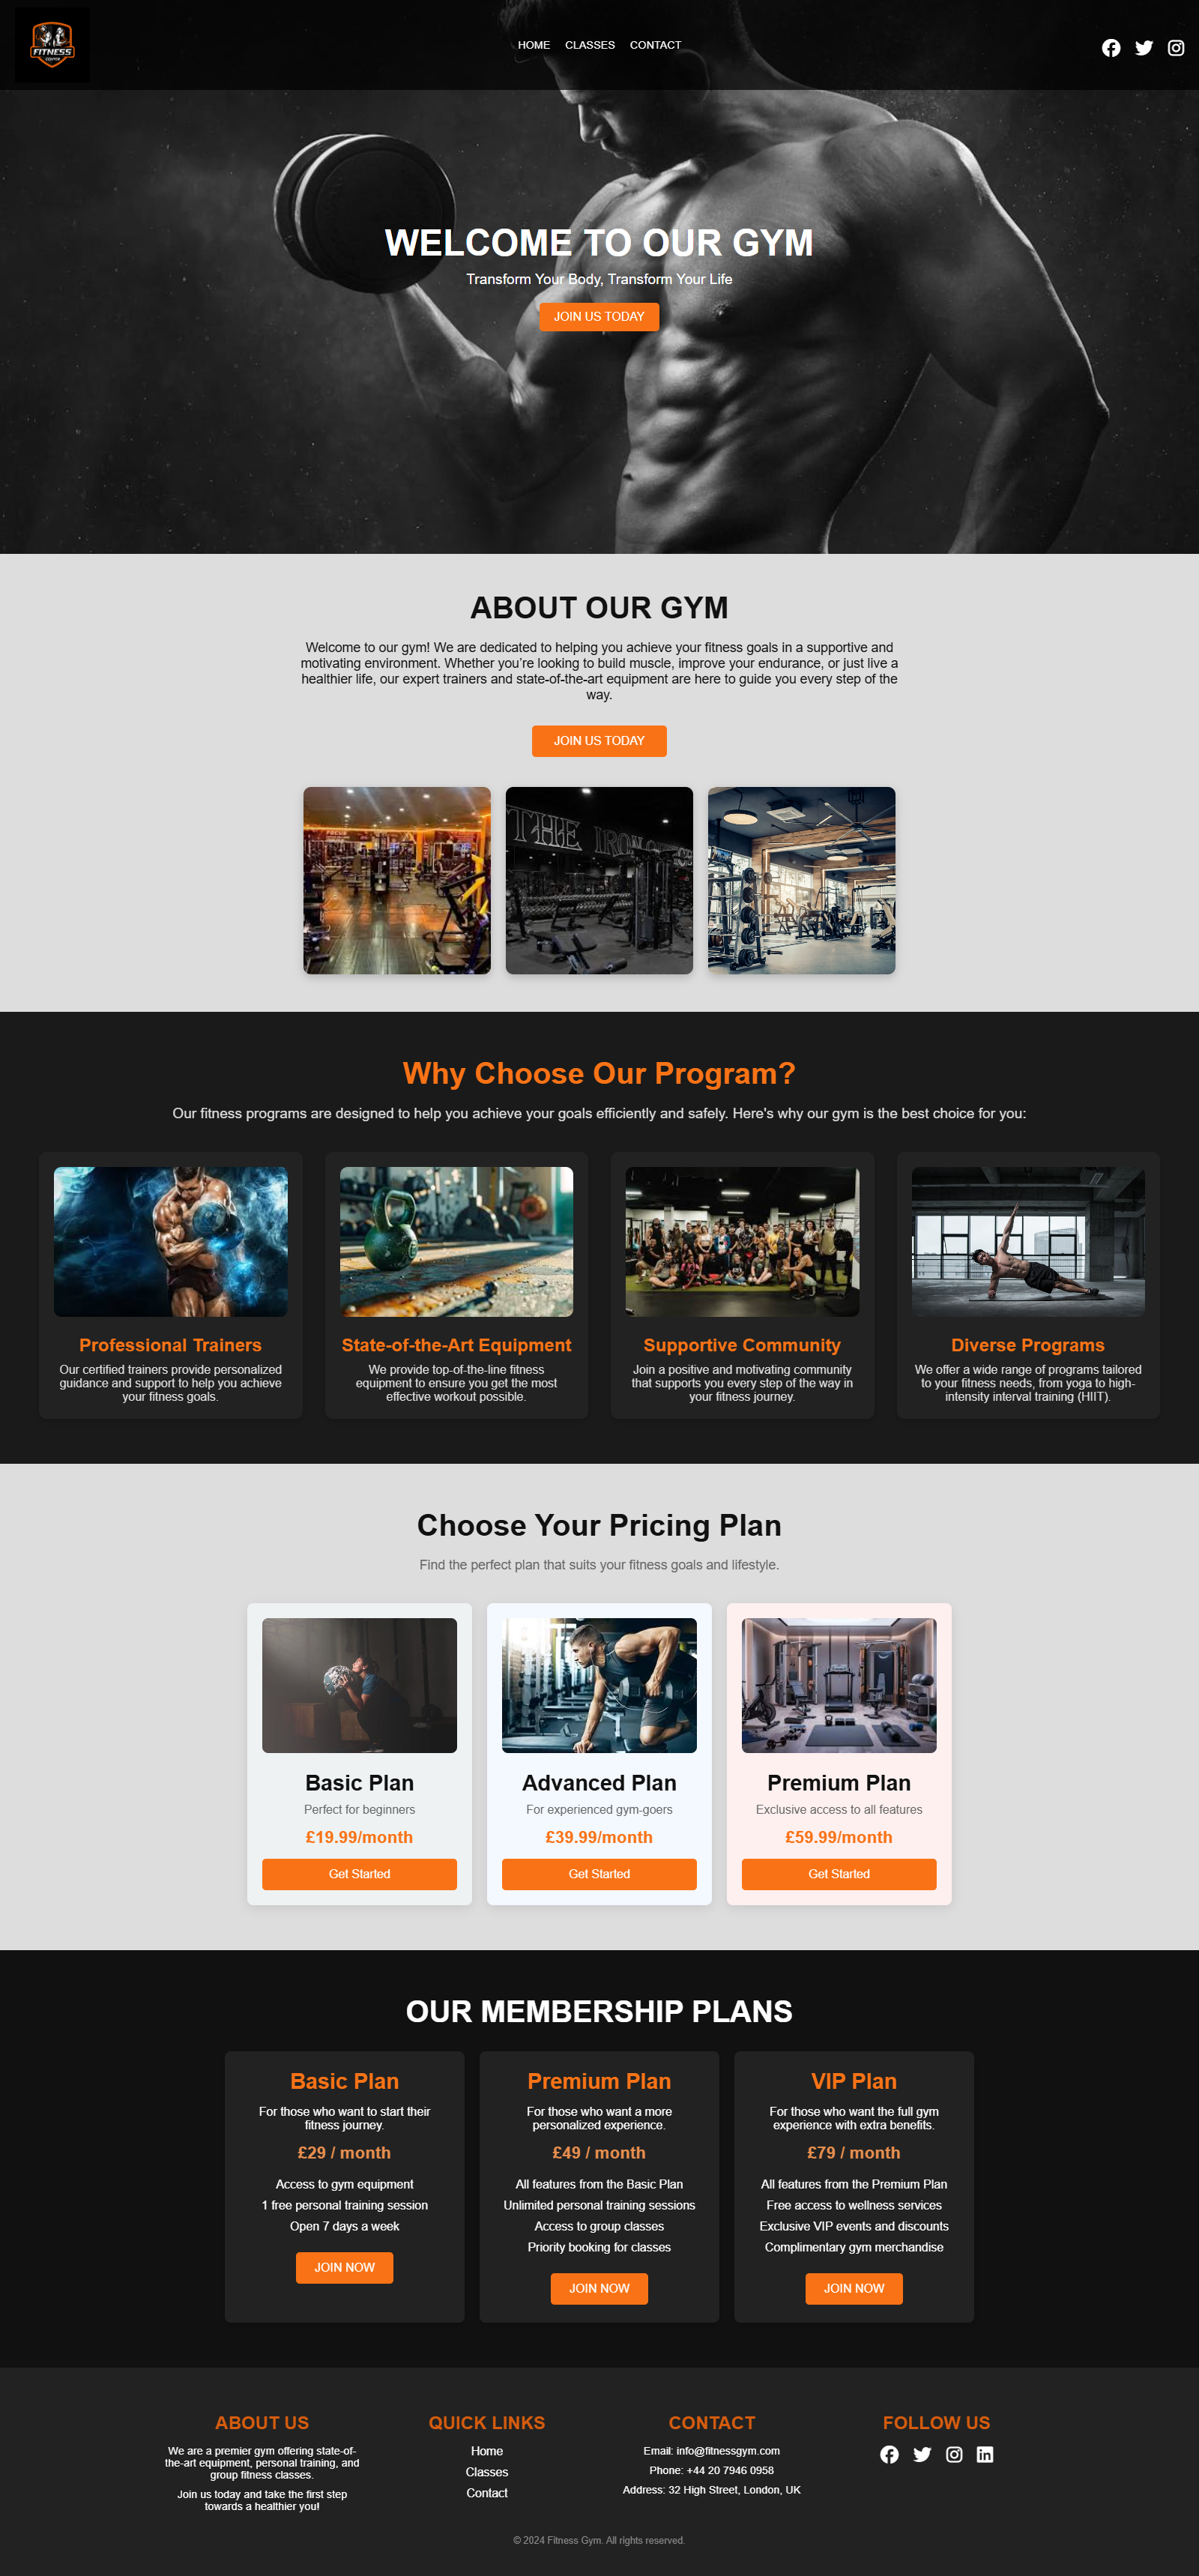 FITNESS
HOME CLASSES CONTACT
WELCOME TO OUR GYM
Transform Your Body, Transform Your Life
JOIN US TODAY
ABOUT OUR GYM
Welcome to our gym! We are dedicated to helping you achieve your fitness goals in a supportive and
motivating environment. Whether you’re looking to build muscle, improve your endurance, or just live a
healthier life, our expert trainers and state-of-the-art equipment are here to guide you every step of the
way.
JOIN US TODAY
THE IRON
Why Choose Our Program?
Our fitness programs are designed to help you achieve your goals efficiently and safely. Here's why our gym is the best choice for you:
Professional Trainers
Our certified trainers provide personalized
guidance and support to help you achieve
your fitness goals.
State-of-the-Art Equipment
We provide top-of-the-line fitness
equipment to ensure you get the most
effective workout possible.
Supportive Community
Join a positive and motivating community
that supports you every step of the way in
your fitness journey.
Diverse Programs
We offer a wide range of programs tailored
to your fitness needs, from yoga to high-
intensity interval training (HIIT).
Choose Your Pricing Plan
Find the perfect plan that suits your fitness goals and lifestyle.
Basic Plan
Perfect for beginners
£19.99/month
Get Started
Advanced Plan
For experienced gym-goers
£39.99/month
Get Started
Premium Plan
Exclusive access to all features
£59.99/month
Get Started
OUR MEMBERSHIP PLANS
Basic Plan
For those who want to start their
fitness journey.
£29 / month
Access to gym equipment
1 free personal training session
Open 7 days a week
JOIN NOW
Premium Plan
For those who want a more
personalized experience.
£49 / month
All features from the Basic Plan
Unlimited personal training sessions
Access to group classes
Priority booking for classes
JOIN NOW
VIP Plan
For those who want the full gym
experience with extra benefits.
£79 / month
All features from the Premium Plan
Free access to wellness services
Exclusive VIP events and discounts
Complimentary gym merchandise
JOIN NOW
ABOUT US
We are a premier gym offering state-of-
the-art equipment, personal training, and
group fitness classes.
Join us today and take the first step
towards a healthier you!
QUICK LINKS
Home
Classes
Contact
CONTACT
Email: info@fitnessgym.com
Phone: +44 20 7946 0958
Address: 32 High Street, London, UK
FOLLOW US
© 2024 Fitness Gym. All rights reserved.